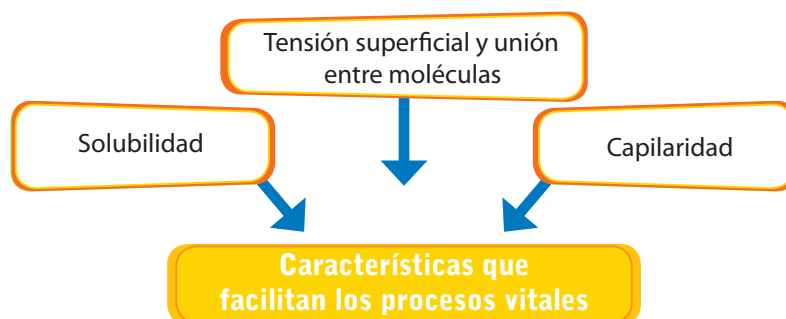 Tensión superficial y unión
entre moléculas
Solubilidad
Capilaridad
Características que
facilitan los procesos vitales